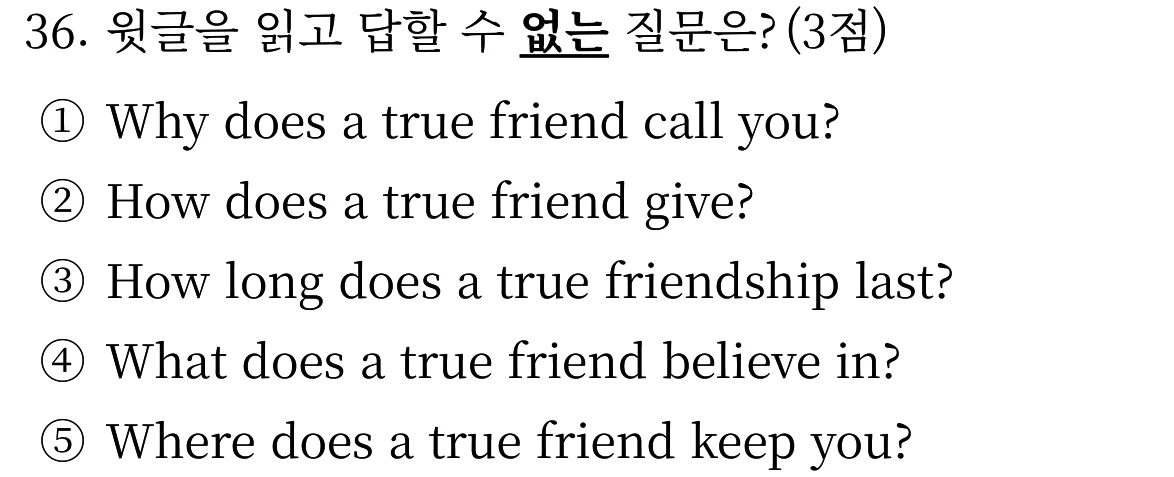 36. 윗글을 읽고 답할 수 없는 질문은? (3점)
① Why does a true friend call you?
② How does a true friend give?
③ How long does a true friendship last?
④ What does a true friend believe in?
⑤ Where does a true friend keep you?